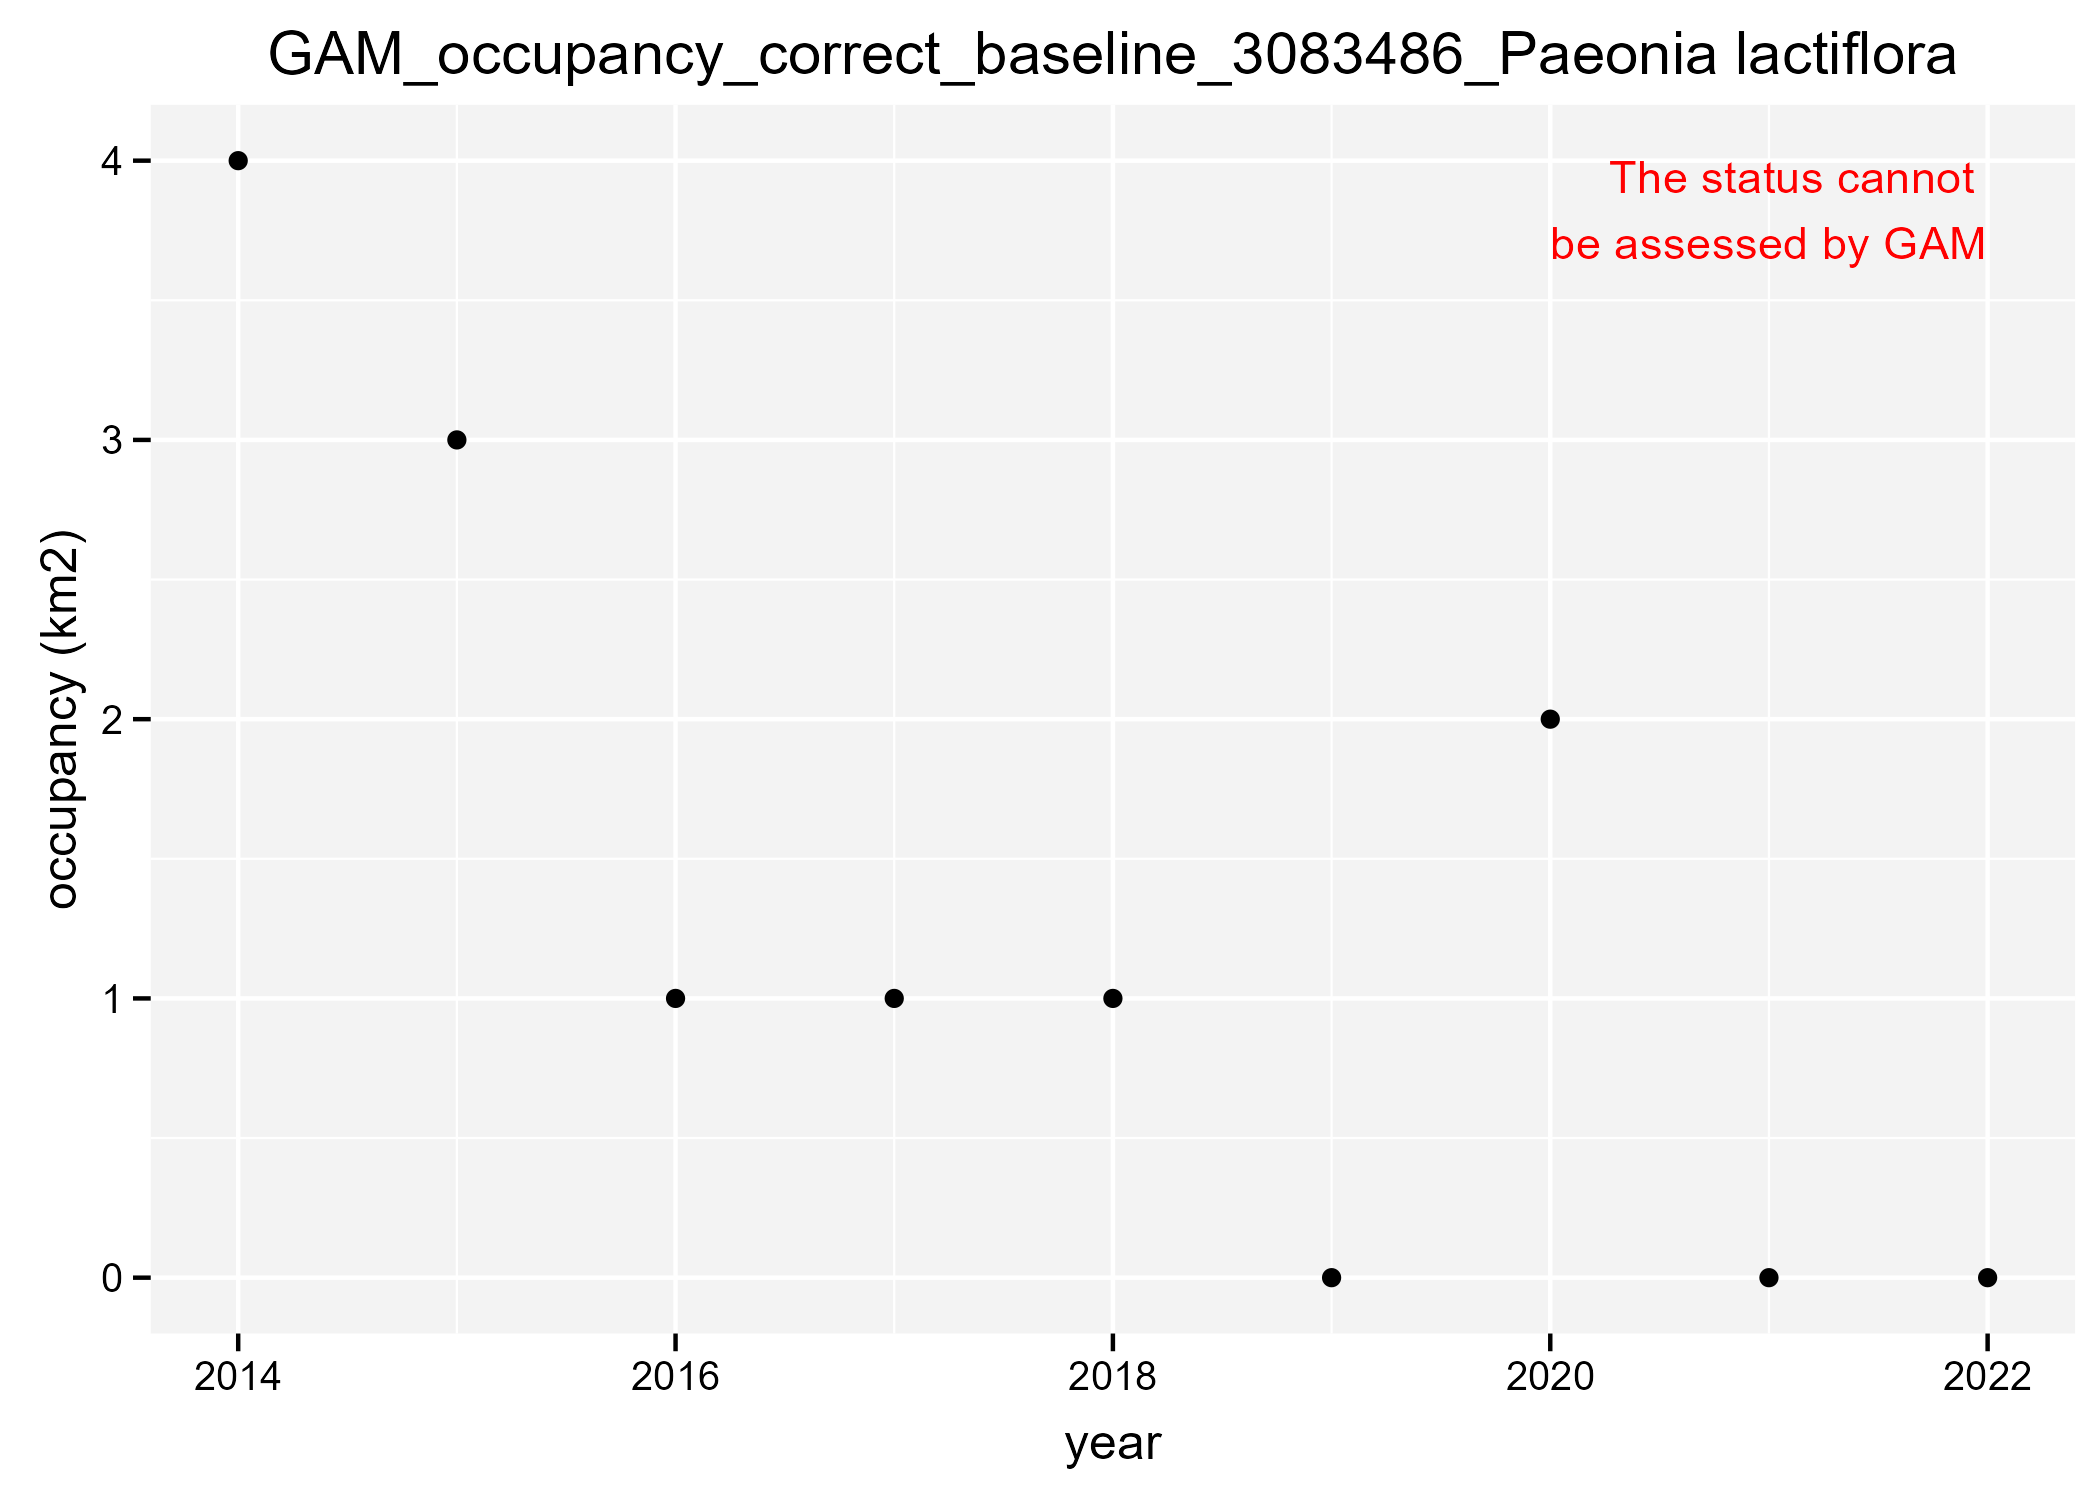 GAM_occupancy_correct_baseline_3083486_Paeonia lactiflora
The status cannot
be assessed by GAM
4
3
2
1
0
occupancy (km2)
2014 2016 2018 2020 2022
year